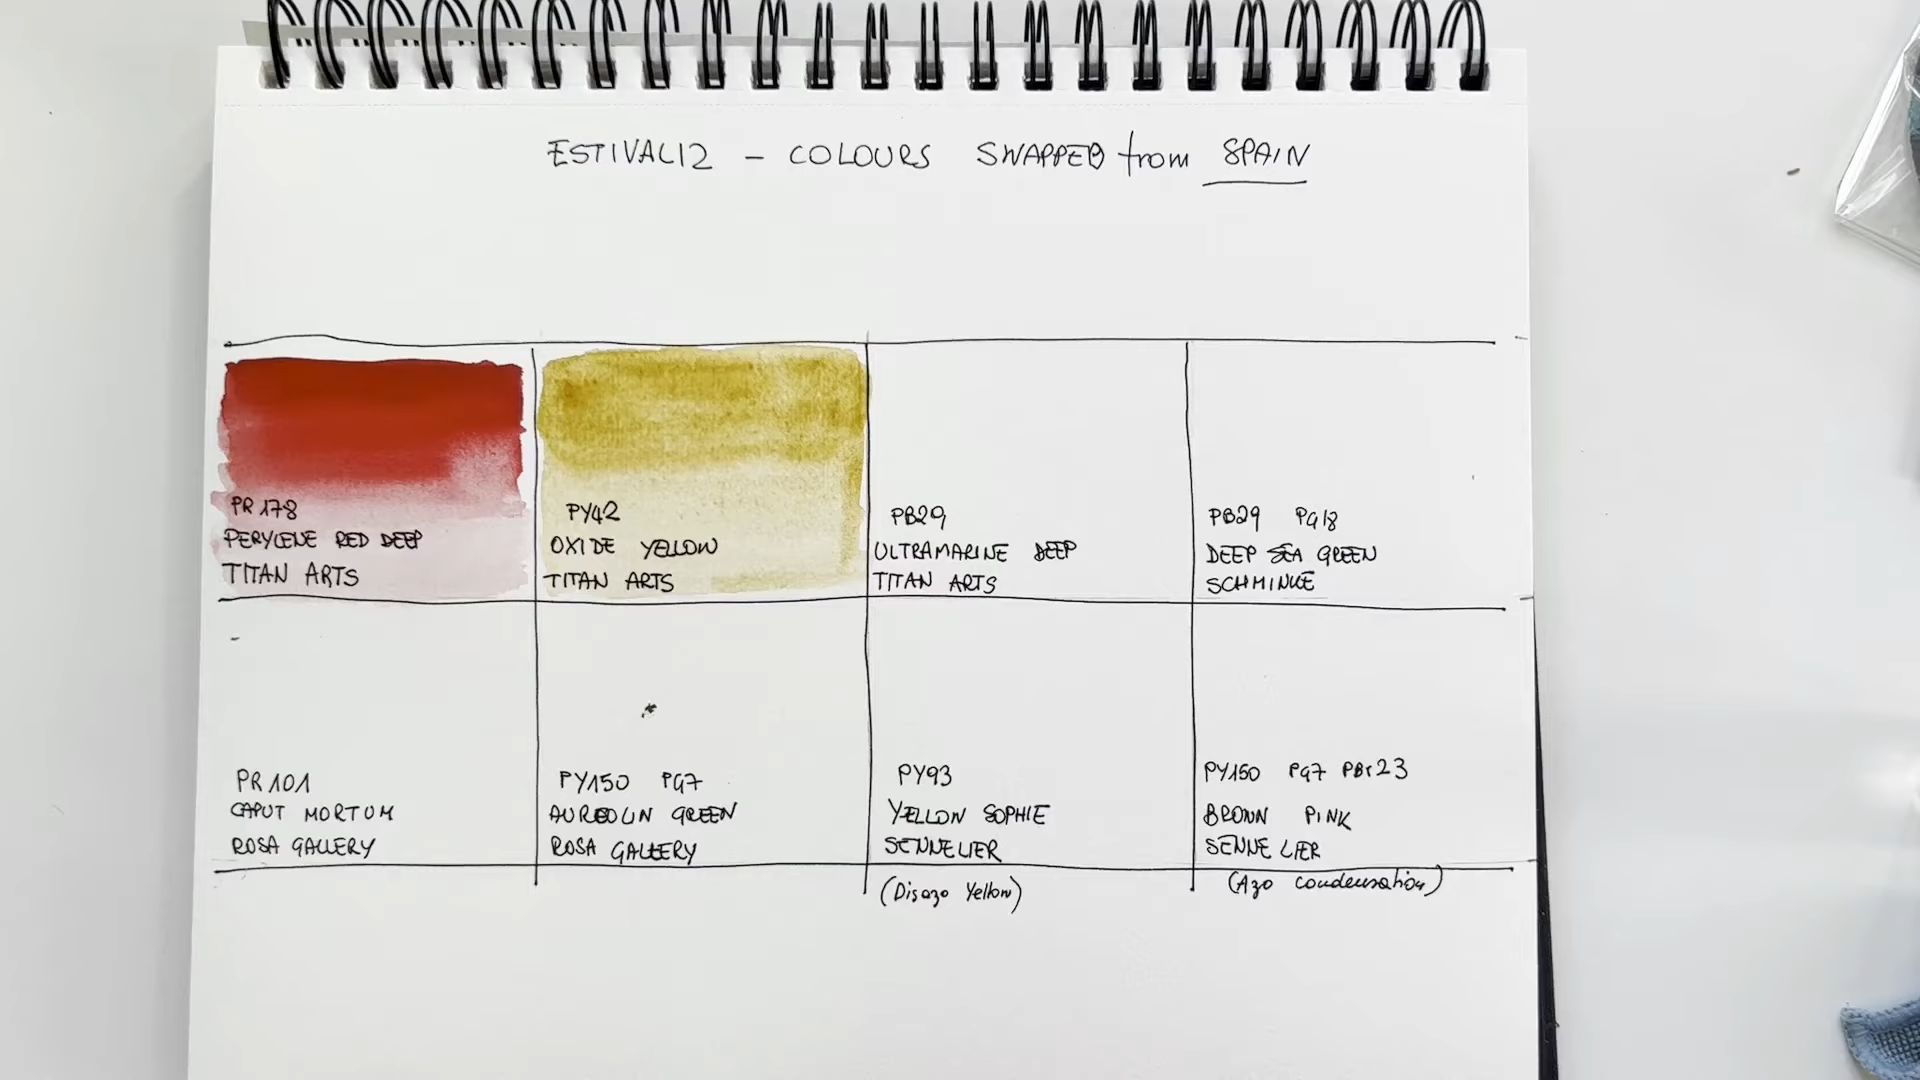 ESTIVAL12 - COLOURS SWAPPED from SPAIN
PR178
PERYLENE RED DEEP
TITAN ARTS
PY42
OXIDE YELLOW
TITAN ARTS
PB29
ULTRAMARINE DEEP
TITAN ARTS
PB29 PG18
DEEP SEA GREEN
SCHMINKE
PR101
CAPUT MORTUM
ROSA GALLERY
PY150 PG7
AUREOLIN GREEN
ROSA GALLERY
PY93
YELLOW SOPHIE
SENNELIER
(Disazo Yellow)
PY150 PG7 PBr23
BROWN PINK
SENNELIER
(Azo condensation)